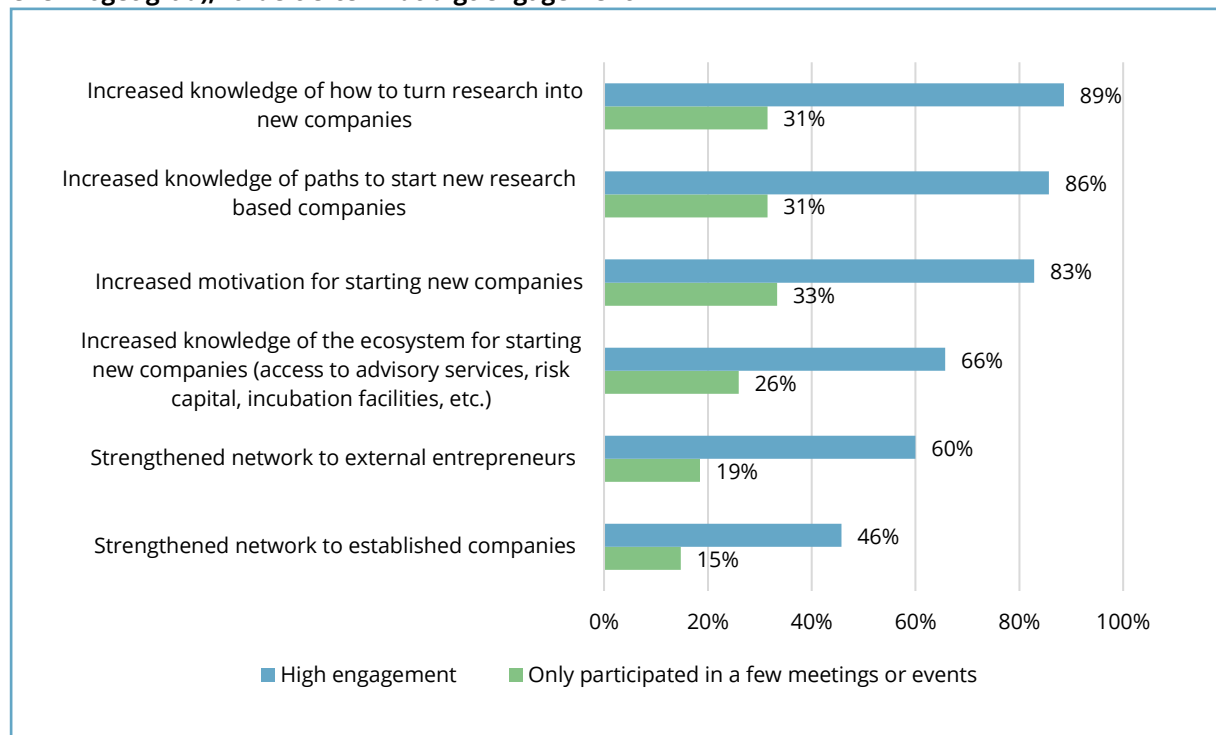 Increased knowledge of how to turn research into
new companies
89%
31%
Increased knowledge of paths to start new research
based companies
86%
31%
Increased motivation for starting new companies
83%
33%
Increased knowledge of the ecosystem for starting
new companies (access to advisory services, risk
capital, incubation facilities, etc.)
66%
26%
Strengthened network to external entrepreneurs
60%
19%
Strengthened network to established companies
46%
15%
0% 20% 40% 60% 80% 100%
High engagement Only participated in a few meetings or events